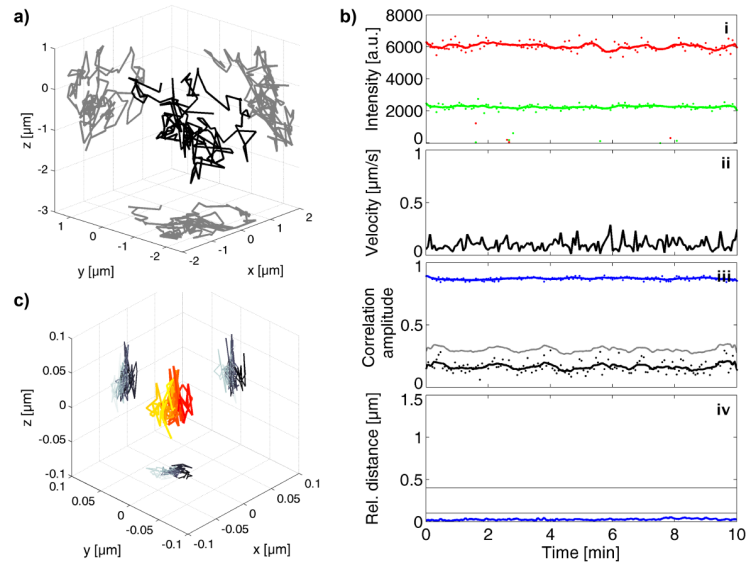 a)
1
0
-1
-2
-3
z [µm]
1
0
-1
-2
y [µm]
-2
-1
0
1
2
x [µm]
b)
8000
6000
4000
2000
0
Intensity [a.u.]
i
1
0.5
0
Velocity [µm/s]
ii
1
0.5
0
Correlation
amplitude
iii
1.5
1
0.5
0
Rel. distance [µm]
iv
0
2
4
6
8
10
Time [min]
c)
0.1
0.05
0
-0.05
-0.1
z [µm]
0.1
0.05
0
-0.05
-0.1
y [µm]
-0.1
-0.05
0
0.05
0.1
x [µm]